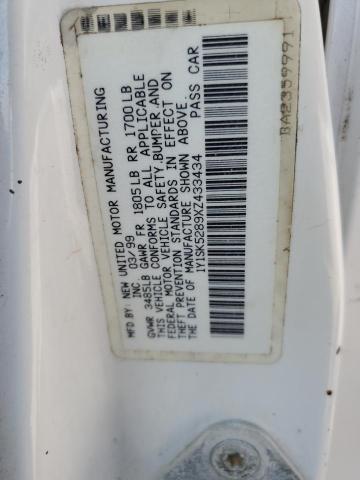 MFD BY: NEW UNITED MOTOR MANUFACTURING
INC 03/99
GVWR 3485LB GAWR FR 1805LB RR 1700LB
THIS VEHICLE CONFORMS TO ALL APPLICABLE
FEDERAL MOTOR VEHICLE SAFETY,BUMPER,AND
THEFT PREVENTION STANDARDS IN EFFECT ON
THE DATE OF MANUFACTURE SHOWN ABOVE
1Y1SK5289XZ433434 PASS CAR
BA2359991